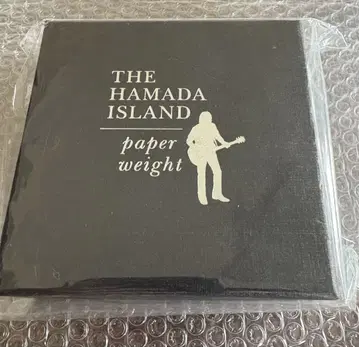 THE
HAMADA
ISLAND
paper
weight